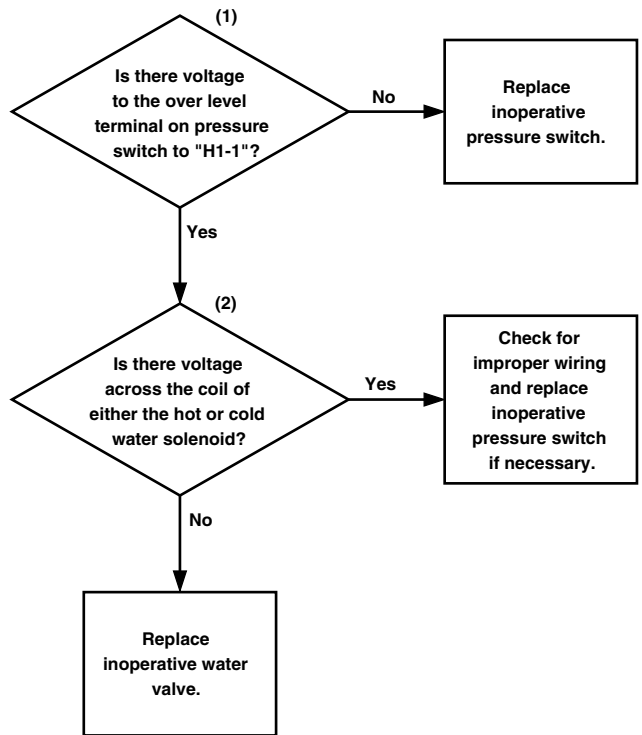 (1)
Is there voltage
to the over level
terminal on pressure
switch to "H1-1"?
No
Replace
inoperative
pressure switch.
Yes
(2)
Is there voltage
across the coil of
either the hot or cold
water solenoid?
Yes
Check for
improper wiring
and replace
inoperative
pressure switch
if necessary.
No
Replace
inoperative water
valve.